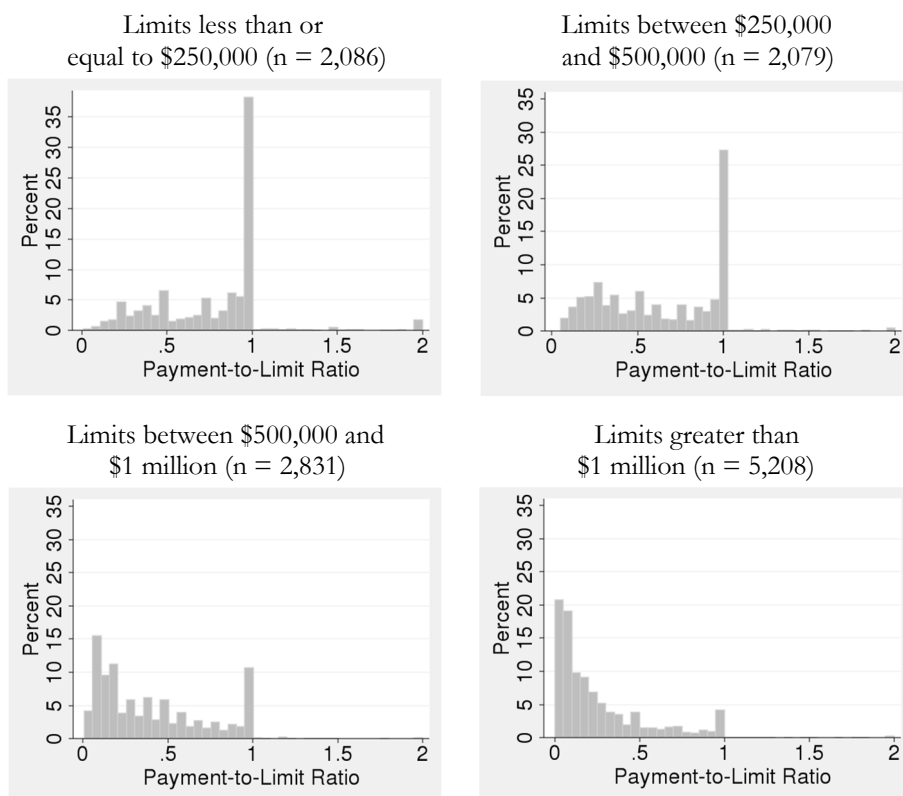 Limits less than or
equal to $250,000 (n = 2,086)
Percent
0 5 10 15 20 25 30 35
0 .5 1 1.5 2
Payment-to-Limit Ratio
Limits between $250,000
and $500,000 (n = 2,079)
Percent
0 5 10 15 20 25 30 35
0 .5 1 1.5 2
Payment-to-Limit Ratio
Limits between $500,000 and
$1 million (n = 2,831)
Percent
0 5 10 15 20 25 30 35
0 .5 1 1.5 2
Payment-to-Limit Ratio
Limits greater than
$1 million (n = 5,208)
Percent
0 5 10 15 20 25 30 35
0 .5 1 1.5 2
Payment-to-Limit Ratio